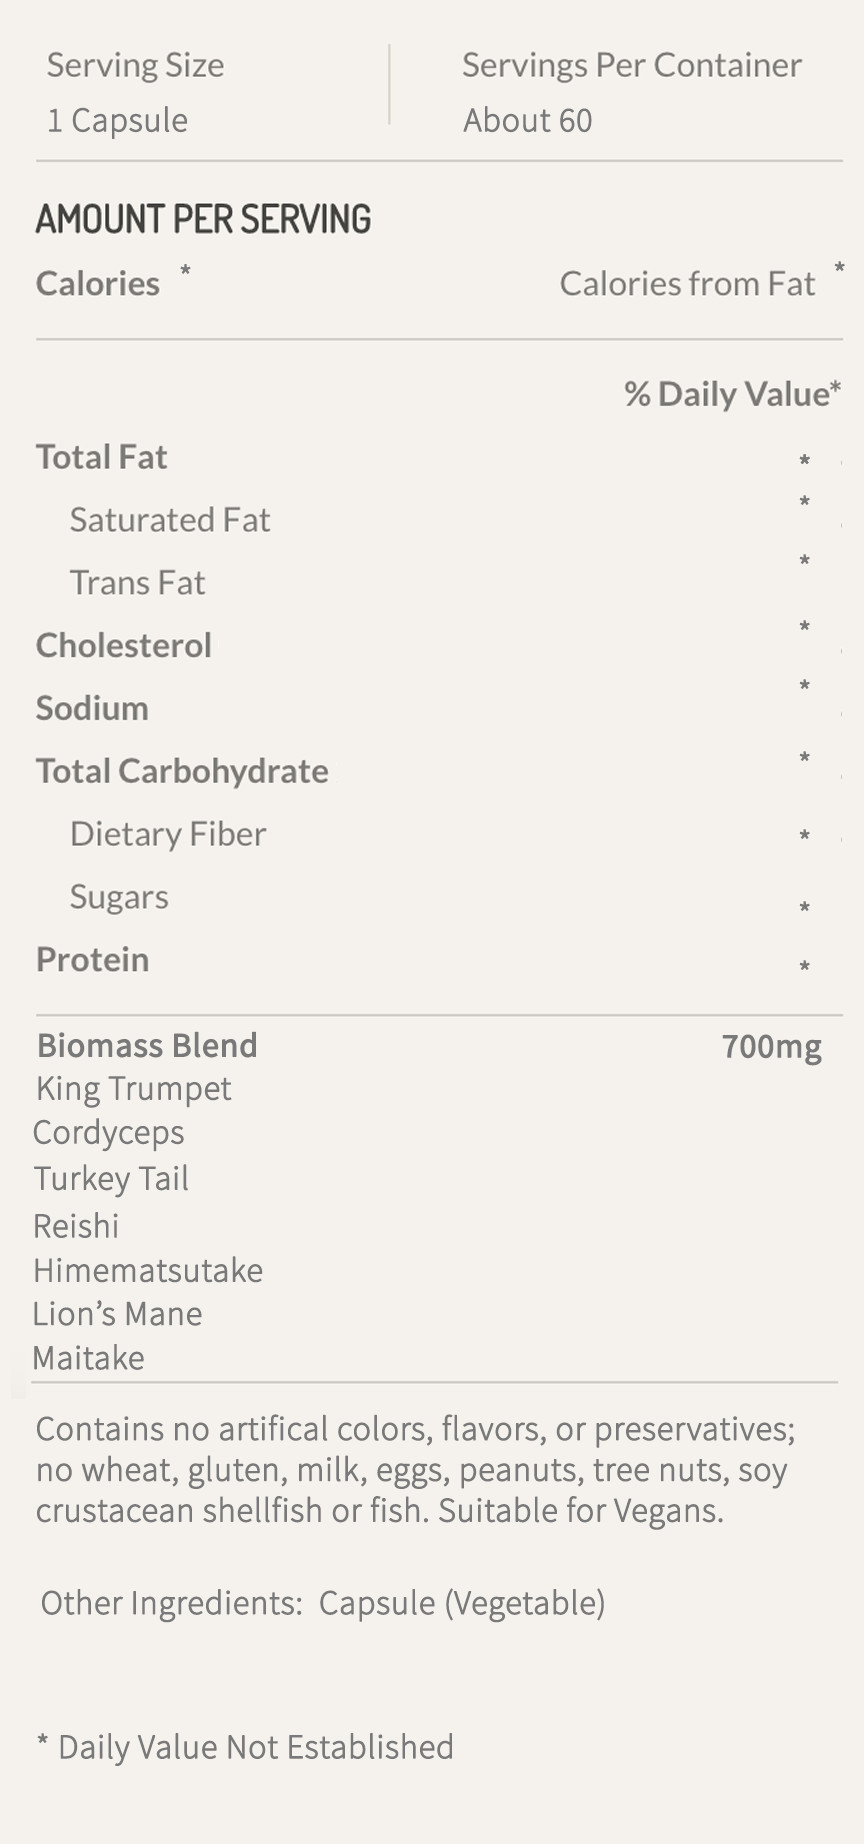 Serving Size
Servings Per Container
1 Capsule
About 60
AMOUNT PER SERVING
Calories *
Calories from Fat *
% Daily Value*
Total Fat *
Saturated Fat *
Trans Fat *
Cholesterol *
Sodium *
Total Carbohydrate *
Dietary Fiber *
Sugars *
Protein *
Biomass Blend 700mg
King Trumpet
Cordyceps
Turkey Tail
Reishi
Himematsutake
Lion’s Mane
Maitake
Contains no artifical colors, flavors, or preservatives;
no wheat, gluten, milk, eggs, peanuts, tree nuts, soy
crustacean shellfish or fish. Suitable for Vegans.
Other Ingredients: Capsule (Vegetable)
* Daily Value Not Established